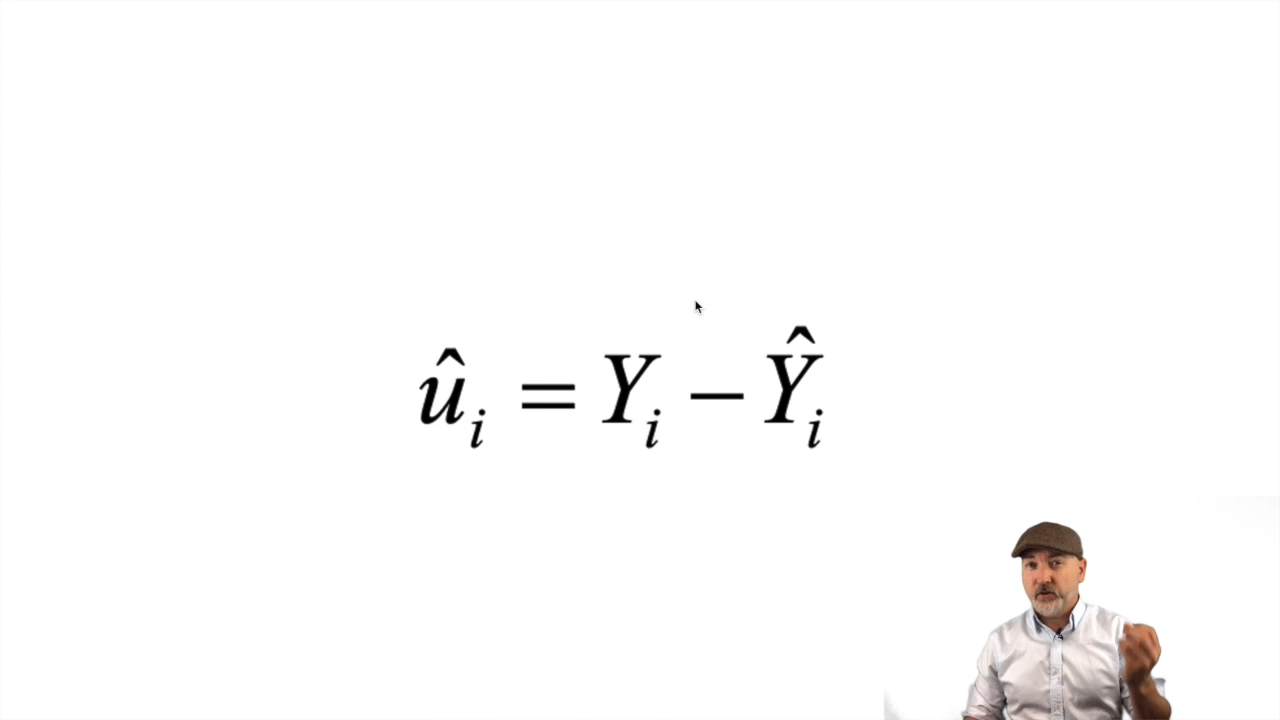 û_i = Y_i − Ŷ_i